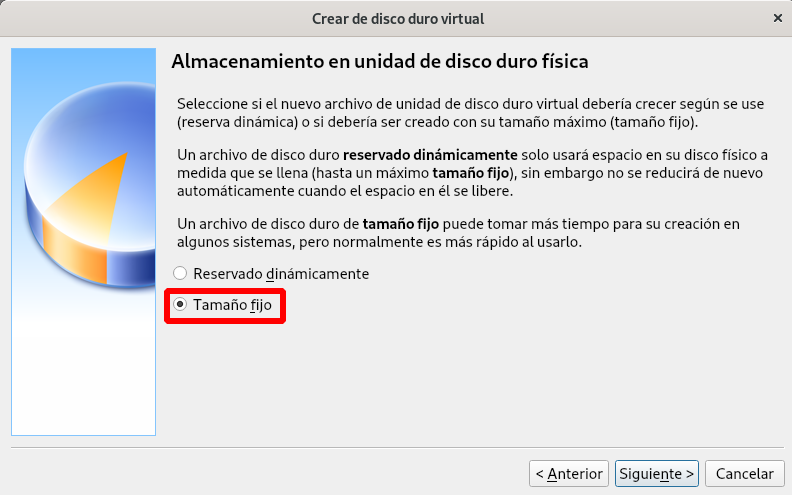 Crear de disco duro virtual
Almacenamiento en unidad de disco duro física
Seleccione si el nuevo archivo de unidad de disco duro virtual debería crecer según se use
(reserva dinámica) o si debería ser creado con su tamaño máximo (tamaño fijo).
Un archivo de disco duro reservado dinámicamente solo usará espacio en su disco físico a
medida que se llena (hasta un máximo tamaño fijo), sin embargo no se reducirá de nuevo
automáticamente cuando el espacio en él se libere.
Un archivo de disco duro de tamaño fijo puede tomar más tiempo para su creación en
algunos sistemas, pero normalmente es más rápido al usarlo.
Reservado dinámicamente
Tamaño fijo
< Anterior Siguiente > Cancelar